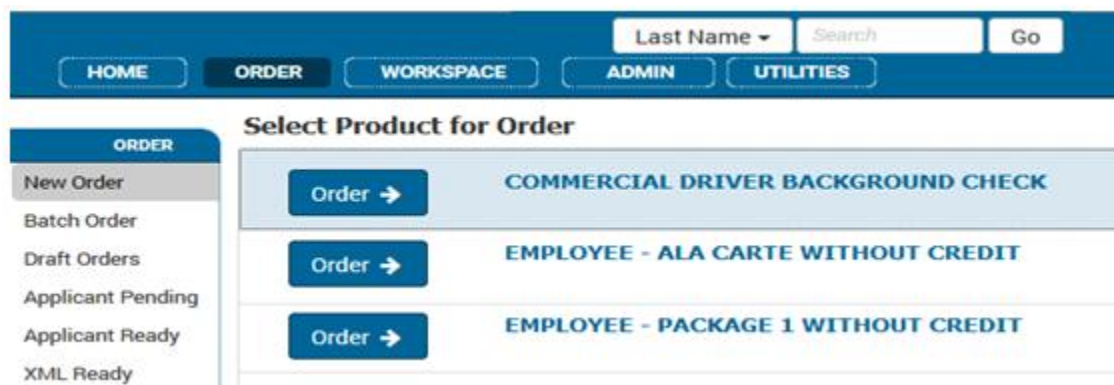 Last Name Search Go
HOME ORDER WORKSPACE ADMIN UTILITIES
Select Product for Order
ORDER
New Order
Batch Order
Draft Orders
Applicant Pending
Applicant Ready
XML Ready
Order → COMMERCIAL DRIVER BACKGROUND CHECK
Order → EMPLOYEE - ALA CARTE WITHOUT CREDIT
Order → EMPLOYEE - PACKAGE 1 WITHOUT CREDIT